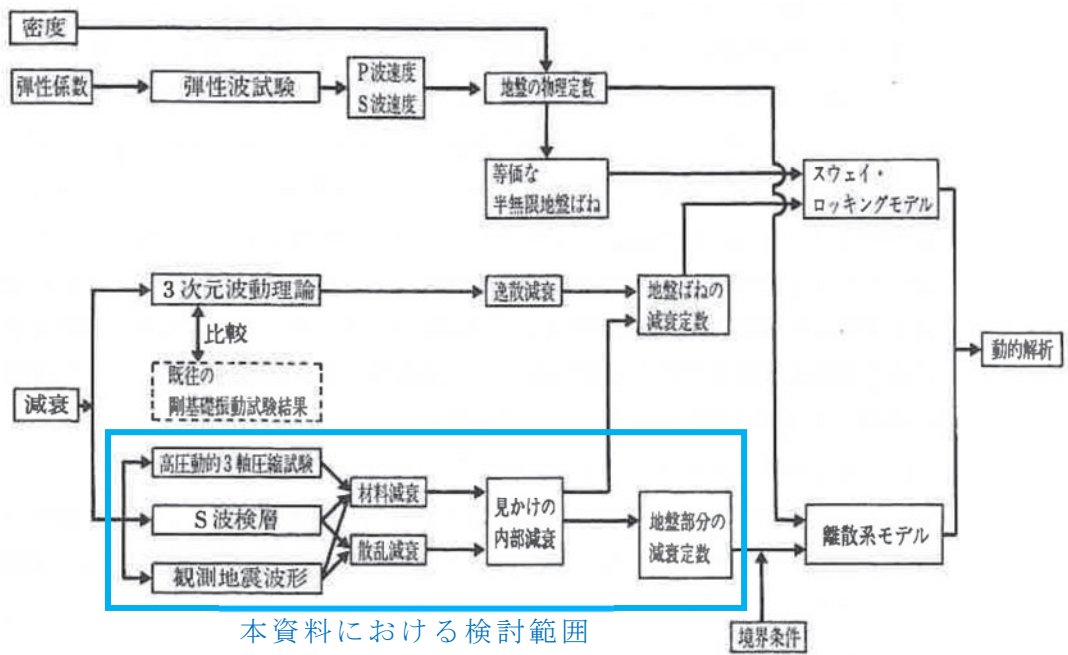 密度
弾性係数
弾性波試験
P波速度
S波速度
地盤の物理定数
等価な
半無限地盤ばね
スウェイ・
ロッキングモデル
3次元波動理論
逸散減衰
地盤ばねの
減衰定数
比較
既往の
剛基礎振動試験結果
動的解析
減衰
高圧動的3軸圧縮試験
S波検層
観測地震波形
材料減衰
散乱減衰
見かけの
内部減衰
地盤部分の
減衰定数
離散系モデル
境界条件
本資料における検討範囲